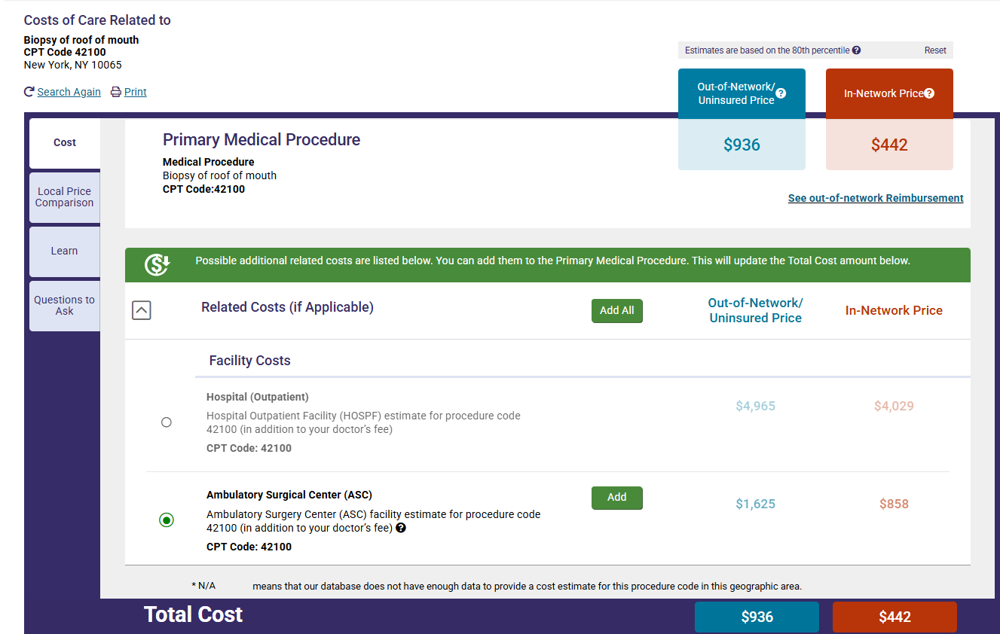 Costs of Care Related to
Biopsy of roof of mouth
CPT Code 42100
New York, NY 10065
Search Again Print
Estimates are based on the 80th percentile ? Reset
Out-of-Network/
Uninsured Price ?
In-Network Price ?
$936 $442
See out-of-network Reimbursement
Cost
Local Price
Comparison
Learn
Questions to
Ask
Primary Medical Procedure
Medical Procedure
Biopsy of roof of mouth
CPT Code:42100
Possible additional related costs are listed below. You can add them to the Primary Medical Procedure. This will update the Total Cost amount below.
Related Costs (if Applicable)
Add All
Out-of-Network/
Uninsured Price
In-Network Price
Facility Costs
Hospital (Outpatient)
$4,965 $4,029
Hospital Outpatient Facility (HOSPF) estimate for procedure code
42100 (in addition to your doctor's fee)
CPT Code: 42100
Ambulatory Surgical Center (ASC)
Add
$1,625 $858
Ambulatory Surgery Center (ASC) facility estimate for procedure code
42100 (in addition to your doctor's fee) ?
CPT Code: 42100
* N/A means that our database does not have enough data to provide a cost estimate for this procedure code in this geographic area.
Total Cost $936 $442